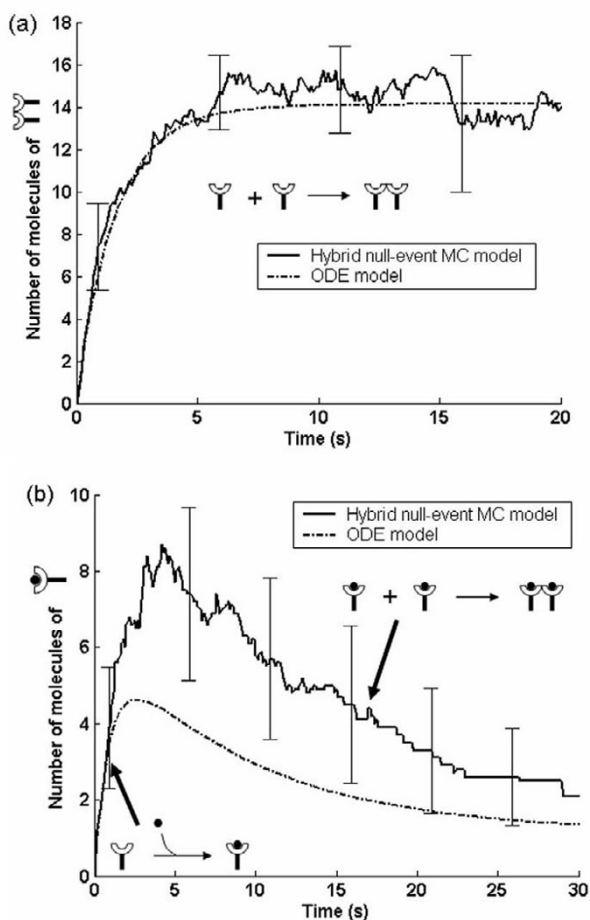 (a)
18
16
14
12
10
8
6
4
2
0
Number of molecules of
+
Hybrid null-event MC model
ODE model
0 5 10 15 20
Time (s)
(b)
10
8
6
4
2
0
Number of molecules of
Hybrid null-event MC model
ODE model
+
0 5 10 15 20 25 30
Time (s)